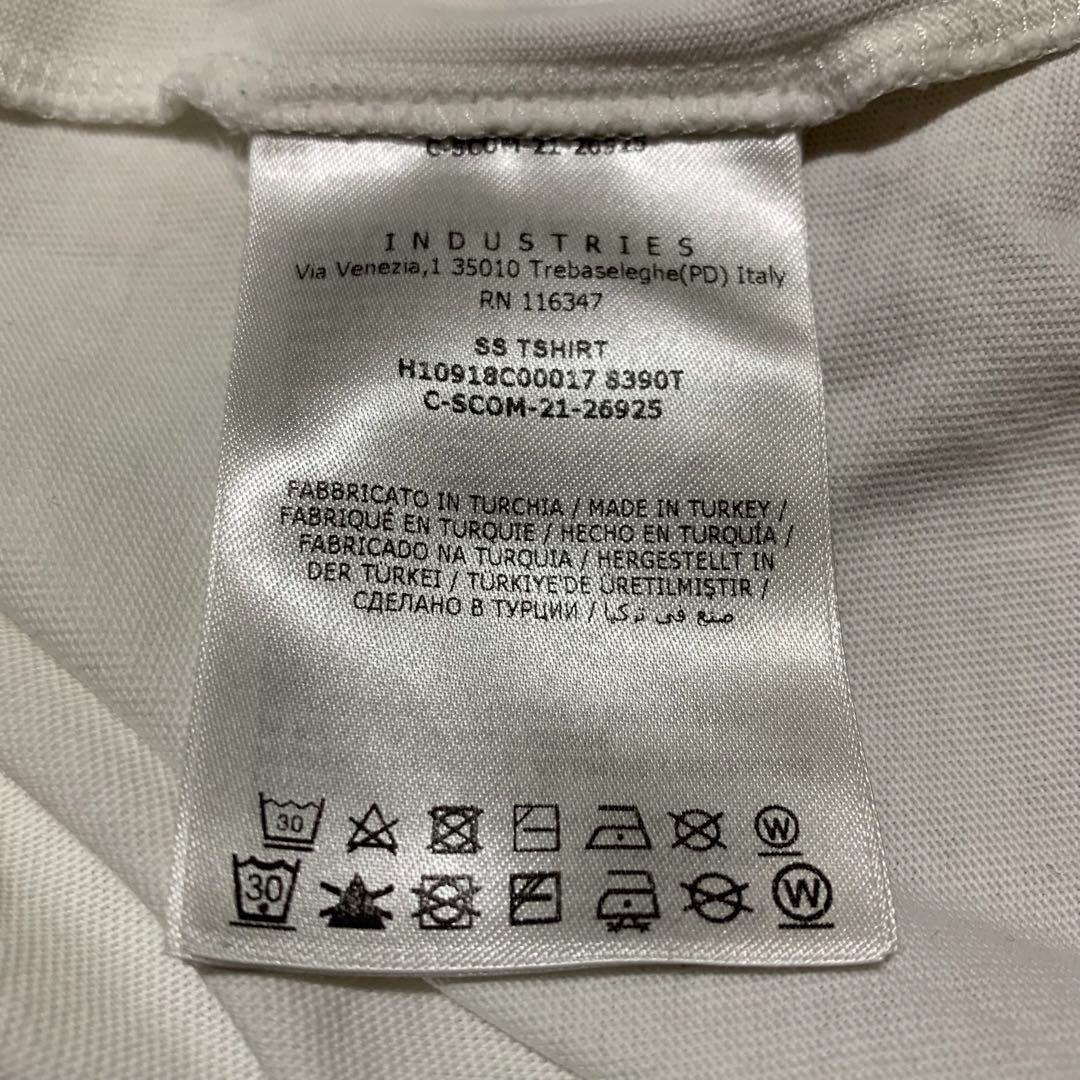 C-SCOM-21-26925
INDUSTRIES
Via Venezia,1 35010 Trebaseleghe(PD) Italy
RN 116347
SS TSHIRT
H10918C00017 8390T
C-SCOM-21-26925
FABBRICATO IN TURCHIA / MADE IN TURKEY /
FABRIQUÉ EN TURQUIE / HECHO EN TURQUÍA /
FABRICADO NA TURQUIA / HERGESTELLT IN
DER TÜRKEI / TÜRKIYE'DE ÜRETILMIŞTIR /
СДЕЛАНО В ТУРЦИИ / صنع في تركيا
30 W
30 W